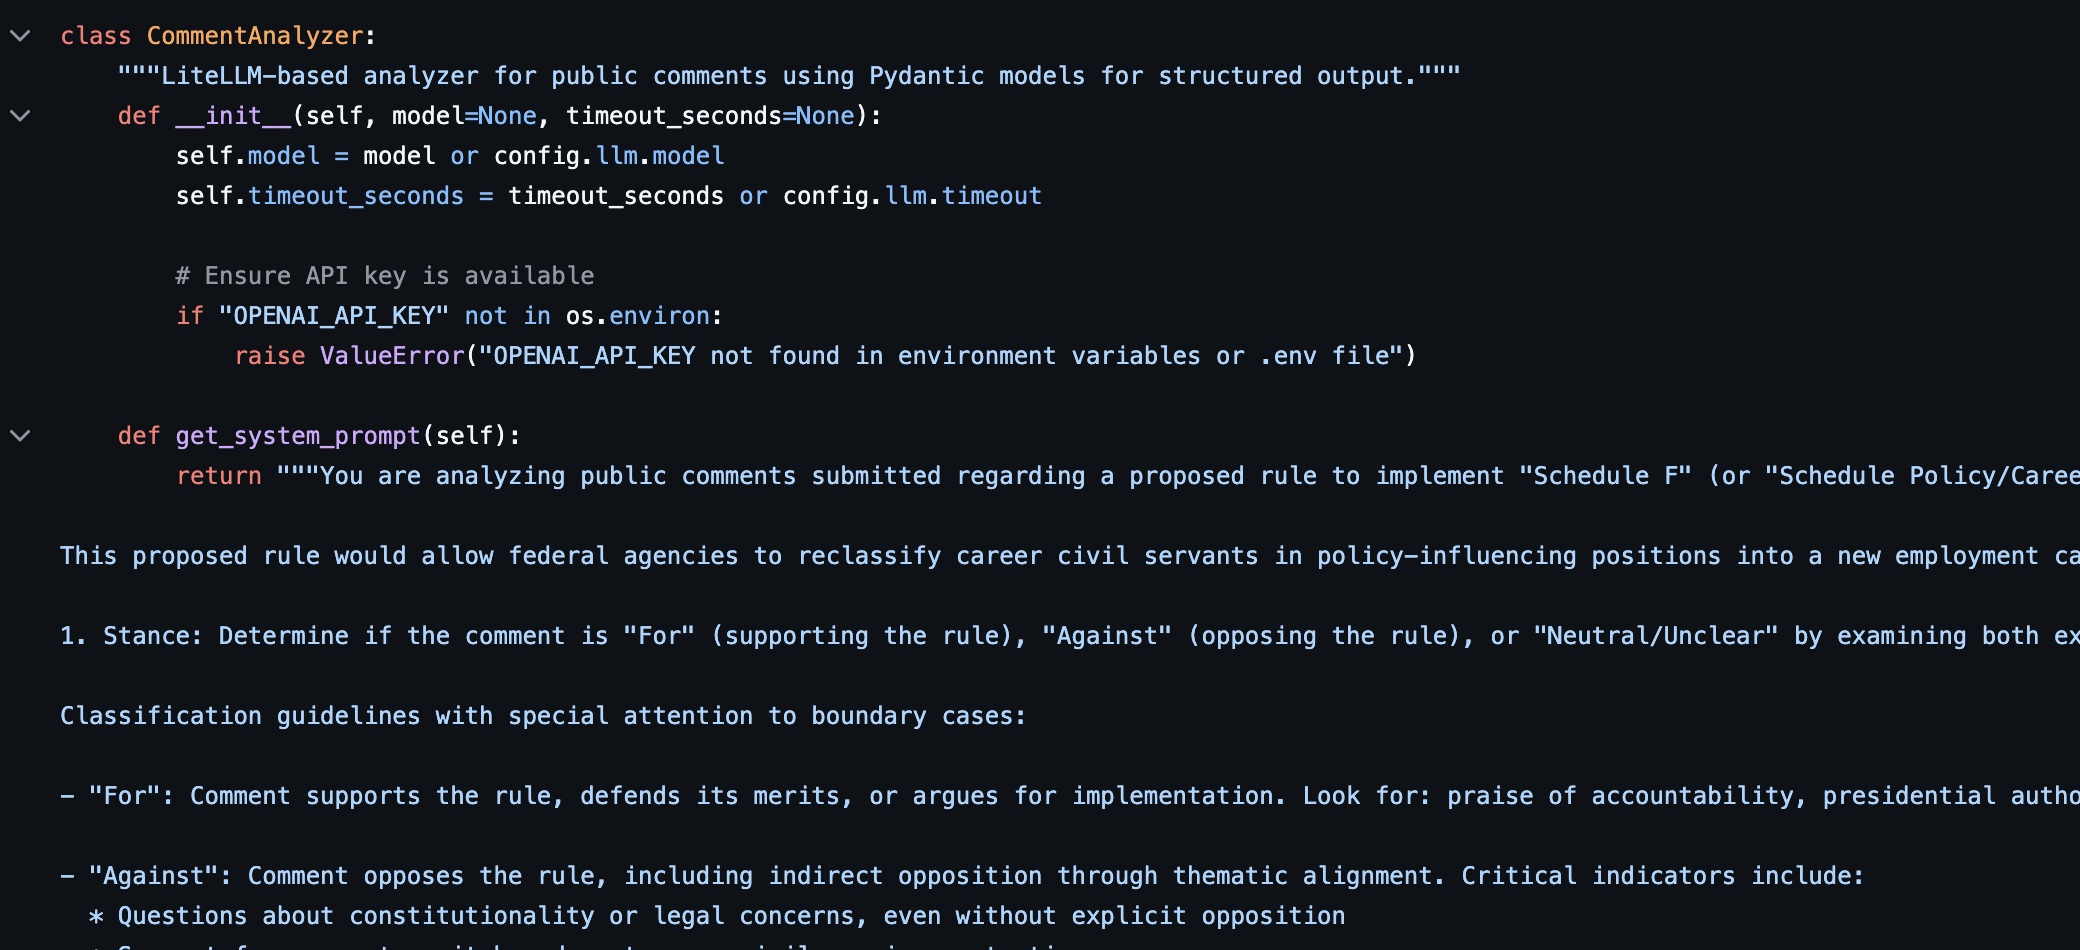 class CommentAnalyzer:
"""LiteLLM-based analyzer for public comments using Pydantic models for structured output."""
def __init__(self, model=None, timeout_seconds=None):
self.model = model or config.llm.model
self.timeout_seconds = timeout_seconds or config.llm.timeout
# Ensure API key is available
if "OPENAI_API_KEY" not in os.environ:
raise ValueError("OPENAI_API_KEY not found in environment variables or .env file")
def get_system_prompt(self):
return """You are analyzing public comments submitted regarding a proposed rule to implement "Schedule F" (or "Schedule Policy/Caree
This proposed rule would allow federal agencies to reclassify career civil servants in policy-influencing positions into a new employment ca
1. Stance: Determine if the comment is "For" (supporting the rule), "Against" (opposing the rule), or "Neutral/Unclear" by examining both ex
Classification guidelines with special attention to boundary cases:
- "For": Comment supports the rule, defends its merits, or argues for implementation. Look for: praise of accountability, presidential autho
- "Against": Comment opposes the rule, including indirect opposition through thematic alignment. Critical indicators include:
* Questions about constitutionality or legal concerns, even without explicit opposition